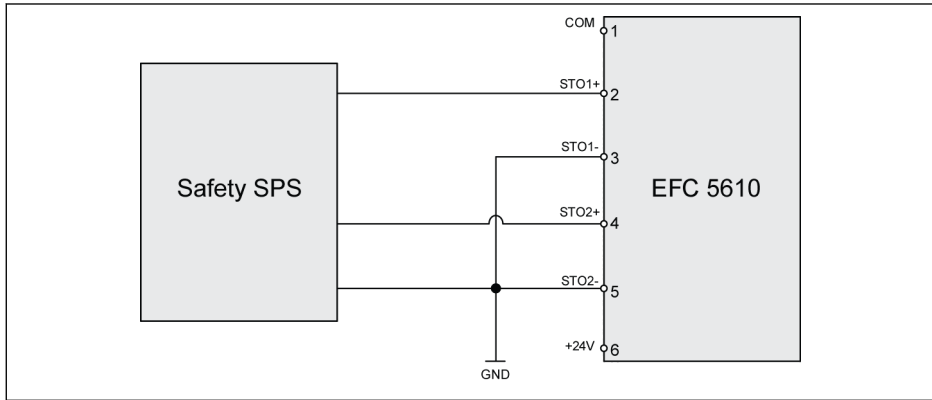 COM
1
STO1+
2
STO1-
3
Safety SPS
EFC 5610
STO2+
4
STO2-
5
+24V
6
GND